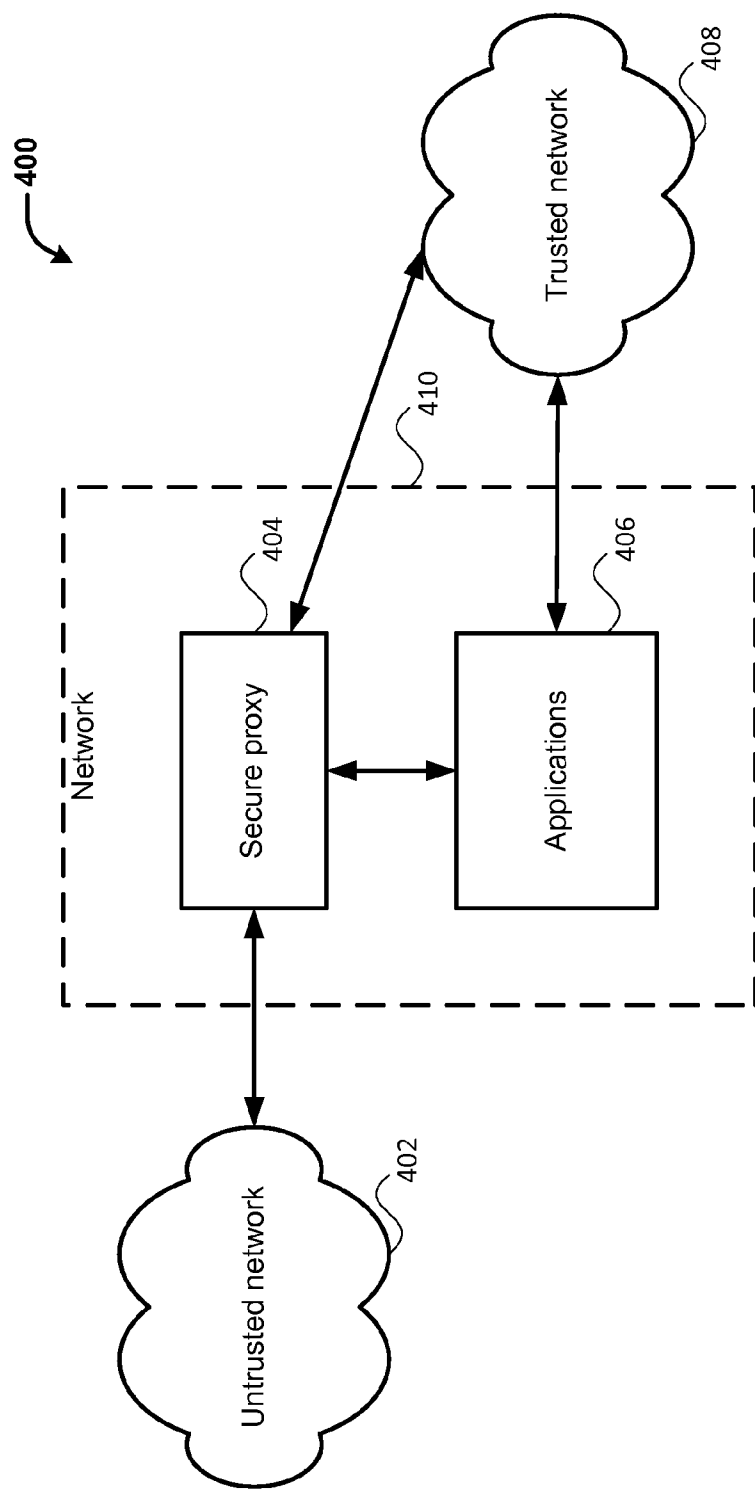 400
Network
Untrusted network
402
Secure proxy
404
Applications
406
410
Trusted network
408